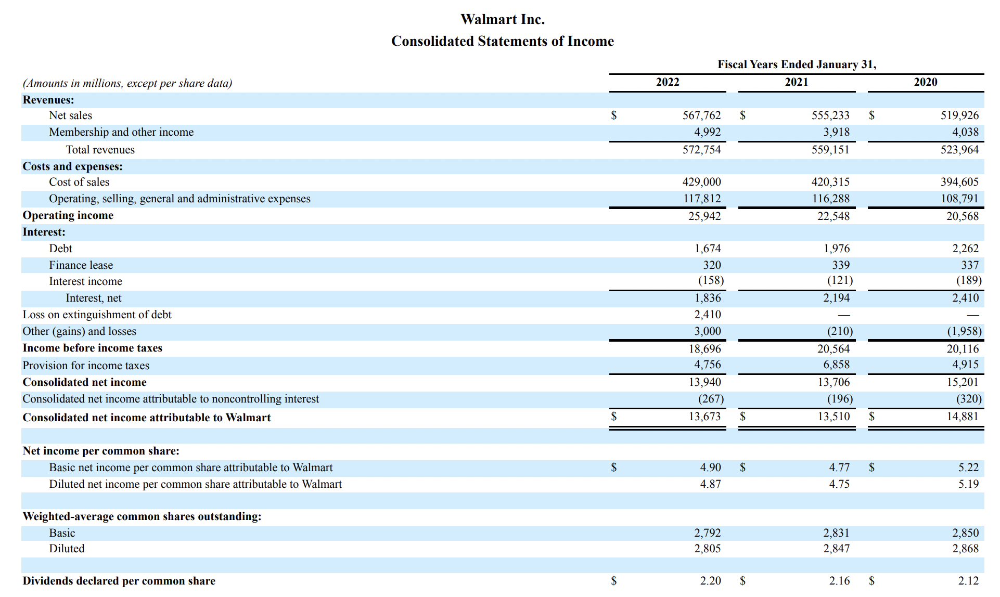 Walmart Inc.
Consolidated Statements of Income
Fiscal Years Ended January 31,
(Amounts in millions, except per share data) 2022 2021 2020
Revenues:
Net sales $ 567,762 $ 555,233 $ 519,926
Membership and other income 4,992 3,918 4,038
Total revenues 572,754 559,151 523,964
Costs and expenses:
Cost of sales 429,000 420,315 394,605
Operating, selling, general and administrative expenses 117,812 116,288 108,791
Operating income 25,942 22,548 20,568
Interest:
Debt 1,674 1,976 2,262
Finance lease 320 339 337
Interest income (158) (121) (189)
Interest, net 1,836 2,194 2,410
Loss on extinguishment of debt 2,410 — —
Other (gains) and losses 3,000 (210) (1,958)
Income before income taxes 18,696 20,564 20,116
Provision for income taxes 4,756 6,858 4,915
Consolidated net income 13,940 13,706 15,201
Consolidated net income attributable to noncontrolling interest (267) (196) (320)
Consolidated net income attributable to Walmart $ 13,673 $ 13,510 $ 14,881
Net income per common share:
Basic net income per common share attributable to Walmart $ 4.90 $ 4.77 $ 5.22
Diluted net income per common share attributable to Walmart 4.87 4.75 5.19
Weighted-average common shares outstanding:
Basic 2,792 2,831 2,850
Diluted 2,805 2,847 2,868
Dividends declared per common share $ 2.20 $ 2.16 $ 2.12